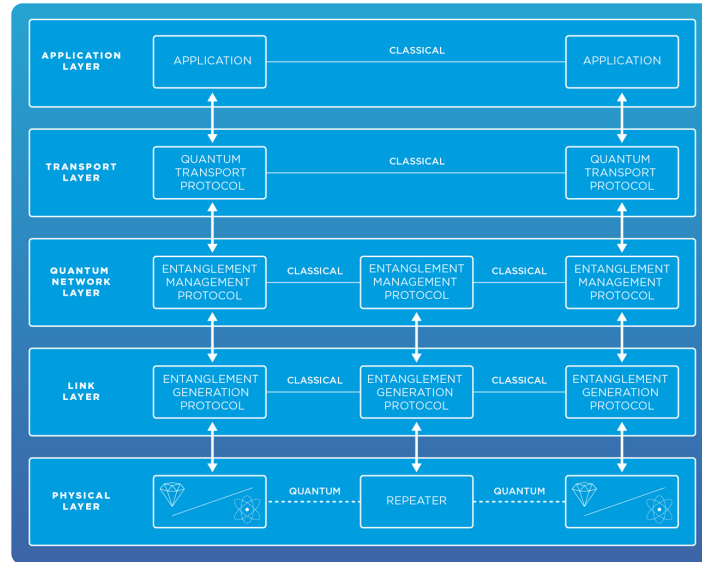 APPLICATION
LAYER
APPLICATION
CLASSICAL
APPLICATION
TRANSPORT
LAYER
QUANTUM
TRANSPORT
PROTOCOL
CLASSICAL
QUANTUM
TRANSPORT
PROTOCOL
QUANTUM
NETWORK
LAYER
ENTANGLEMENT
MANAGEMENT
PROTOCOL
CLASSICAL
ENTANGLEMENT
MANAGEMENT
PROTOCOL
CLASSICAL
ENTANGLEMENT
MANAGEMENT
PROTOCOL
LINK
LAYER
ENTANGLEMENT
GENERATION
PROTOCOL
CLASSICAL
ENTANGLEMENT
GENERATION
PROTOCOL
CLASSICAL
ENTANGLEMENT
GENERATION
PROTOCOL
PHYSICAL
LAYER
QUANTUM
REPEATER
QUANTUM